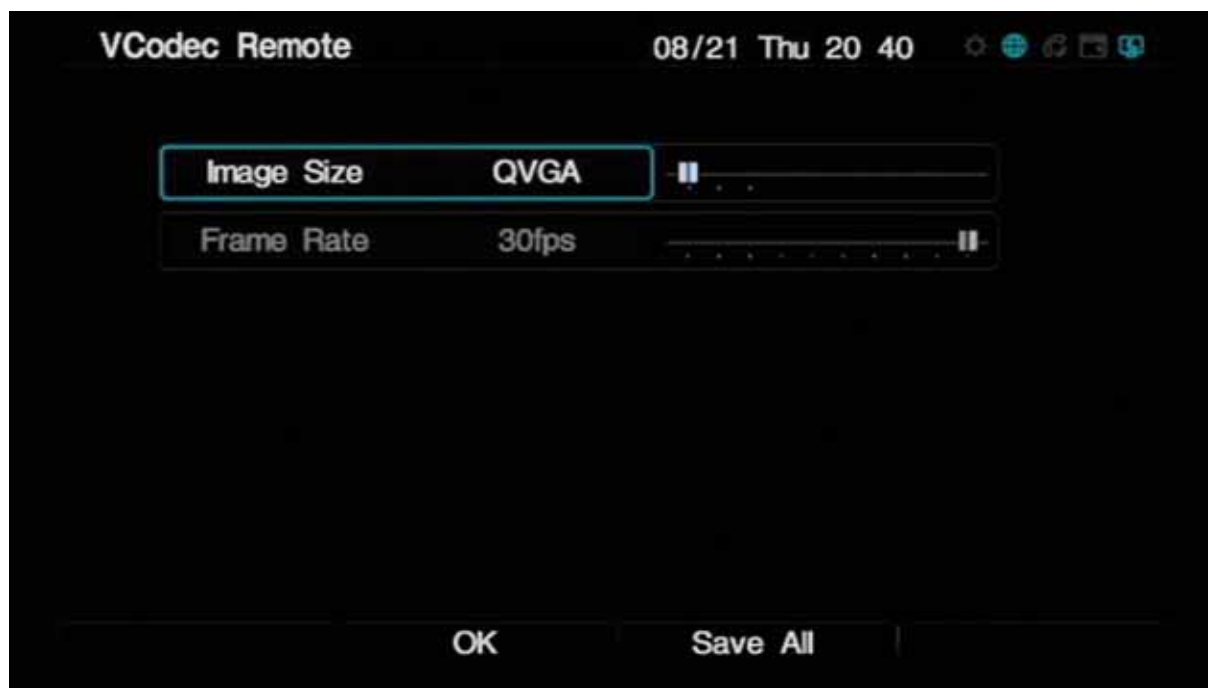 VCodec Remote 08/21 Thu 20 40
Image Size QVGA
Frame Rate 30fps
OK Save All